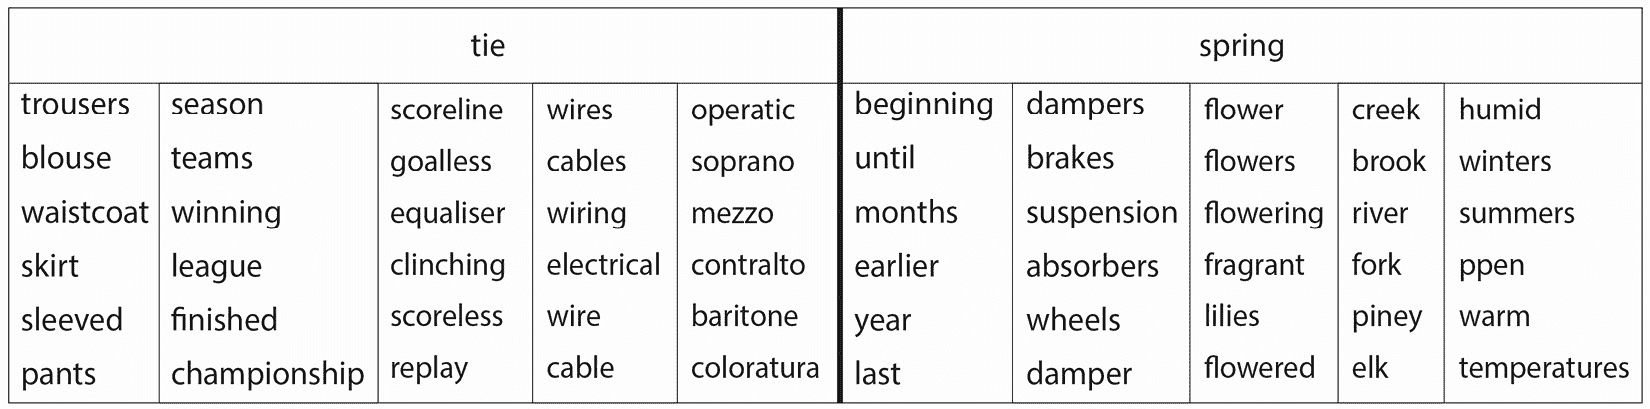 tie spring
trousers season scoreline wires operatic beginning dampers flower creek humid
blouse teams goalless cables soprano until brakes flowers brook winters
waistcoat winning equaliser wiring mezzo months suspension flowering river summers
skirt league clinching electrical contralto earlier absorbers fragrant fork ppen
sleeved finished scoreless wire baritone year wheels lilies piney warm
pants championship replay cable coloratura last damper flowered elk temperatures